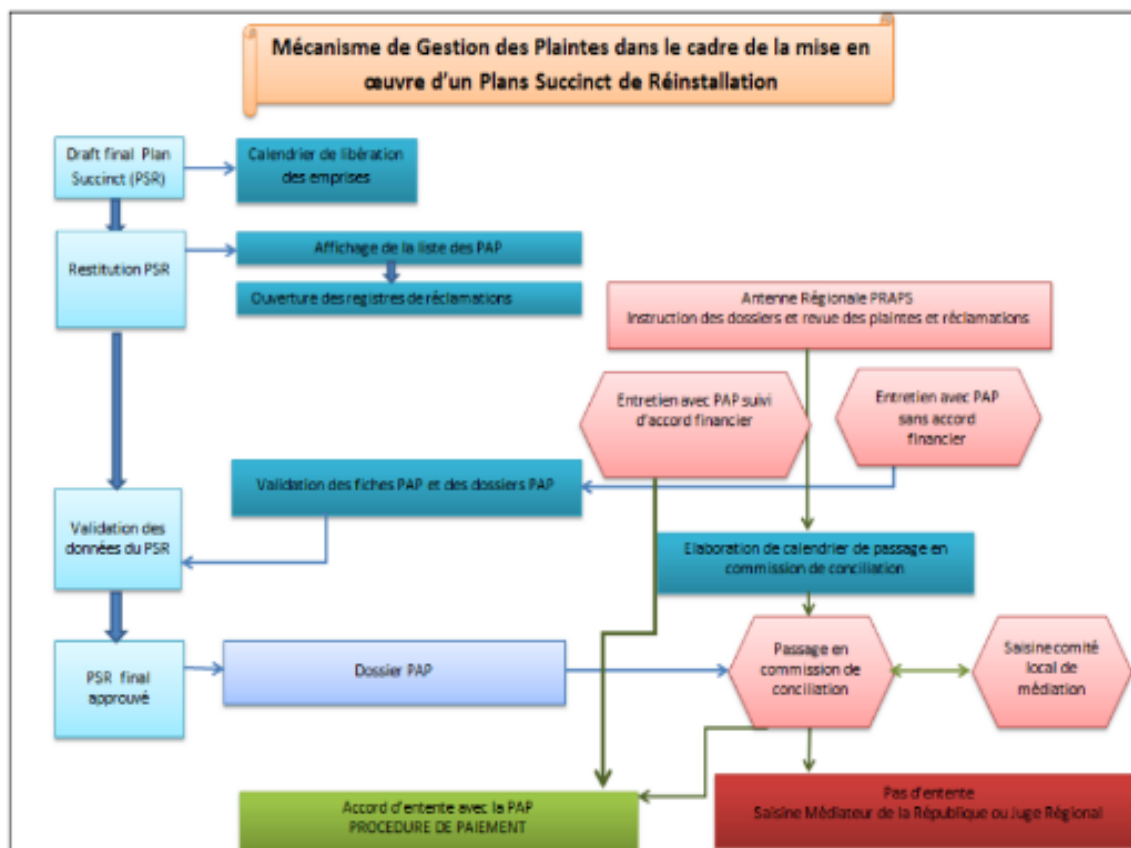 Mécanisme de Gestion des Plaintes dans le cadre de la mise en
œuvre d'un Plans Succinct de Réinstallation
Draft final Plan
Succinct (PSR)
Calendrier de libération
des emprises
Restitution PSR
Affichage de la liste des PAP
Ouverture des registres de réclamations
Antenne Régionale PRAPS
Instruction des dossiers et revue des plaintes et réclamations
Entretien avec PAP suivi
d'accord financier
Entretien avec PAP
sans accord
financier
Validation des fiches PAP et des dossiers PAP
Validation des
données du PSR
Elaboration de calendrier de passage en
commission de conciliation
PSR final
approuvé
Dossier PAP
Passage en
commission de
conciliation
Saisine comité
local de
médiation
Accord d'entente avec la PAP
PROCEDURE DE PAIEMENT
Pas d'entente
Saisine Médiateur de la République ou Juge Régional